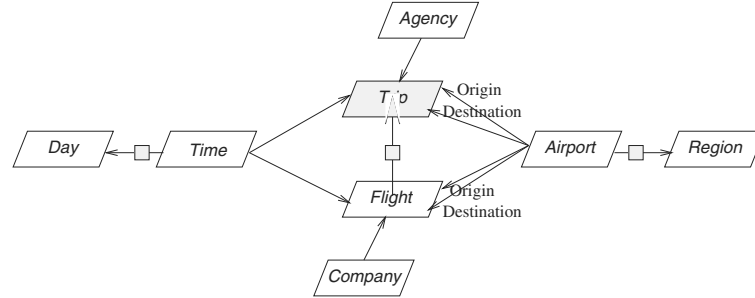 Agency
Trip
Origin
Destination
Day
Time
Airport
Region
Flight
Origin
Destination
Company